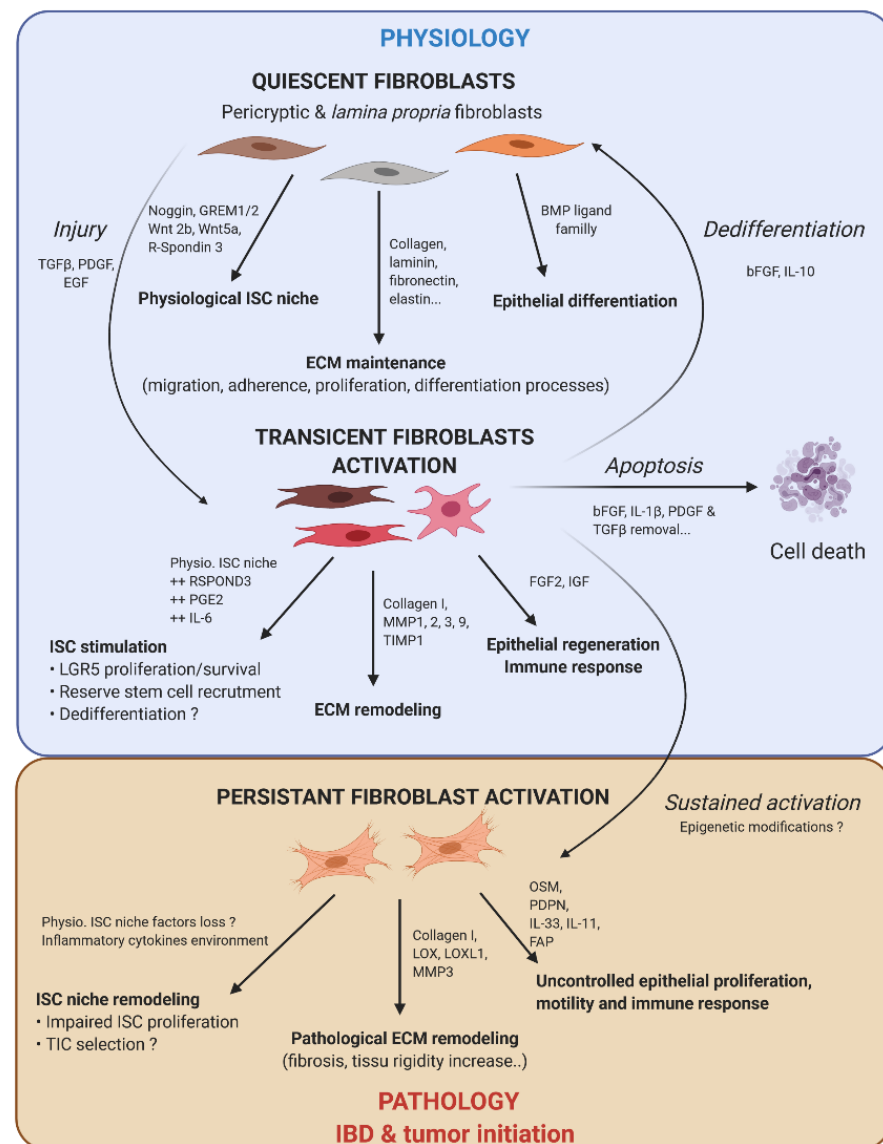 PHYSIOLOGY
QUIESCENT FIBROBLASTS
Pericryptic & lamina propria fibroblasts
Injury
TGFβ, PDGF,
EGF
Noggin, GREM1/2
Wnt 2b, Wnt5a,
R-Spondin 3
Physiological ISC niche
Collagen,
laminin,
fibronectin,
elastin...
ECM maintenance
(migration, adherence, proliferation, differentiation processes)
BMP ligand
familly
Epithelial differentiation
Dedifferentiation
bFGF, IL-10
TRANSICENT FIBROBLASTS
ACTIVATION
Apoptosis
bFGF, IL-1β, PDGF &
TGFβ removal...
Cell death
Physio. ISC niche
++ RSPOND3
++ PGE2
++ IL-6
ISC stimulation
• LGR5 proliferation/survival
• Reserve stem cell recrutment
• Dedifferentiation ?
Collagen I,
MMP1, 2, 3, 9,
TIMP1
ECM remodeling
FGF2, IGF
Epithelial regeneration
Immune response
PERSISTANT FIBROBLAST ACTIVATION
Sustained activation
Epigenetic modifications ?
Physio. ISC niche factors loss ?
Inflammatory cytokines environment
ISC niche remodeling
• Impaired ISC proliferation
• TIC selection ?
Collagen I,
LOX, LOXL1,
MMP3
Pathological ECM remodeling
(fibrosis, tissu rigidity increase..)
OSM,
PDPN,
IL-33, IL-11,
FAP
Uncontrolled epithelial proliferation,
motility and immune response
PATHOLOGY
IBD & tumor initiation